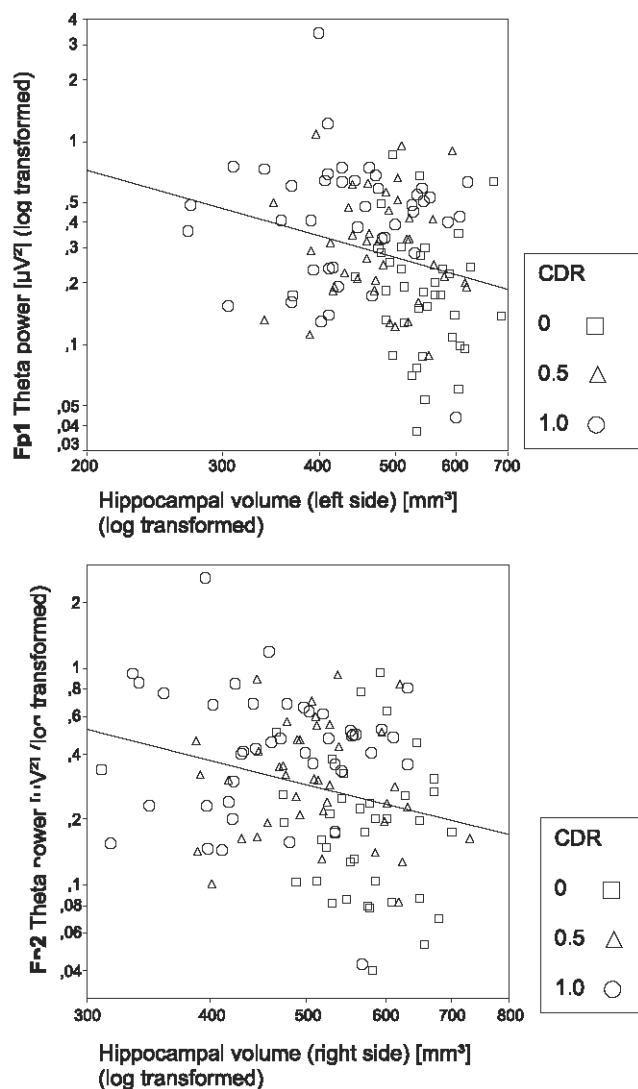 4
3
2
1
,5
,4
,3
,2
,1
,05
,04
,03
200 300 400 500 600 700
Fp1 Theta power [µV²] (log transformed)
Hippocampal volume (left side) [mm³]
(log transformed)
CDR
0
0.5
1.0
2
1
,8
,6
,4
,2
,1
,08
,06
,04
300 400 500 600 700 800
Fp2 Theta power [µV²] (log transformed)
Hippocampal volume (right side) [mm³]
(log transformed)
CDR
0
0.5
1.0